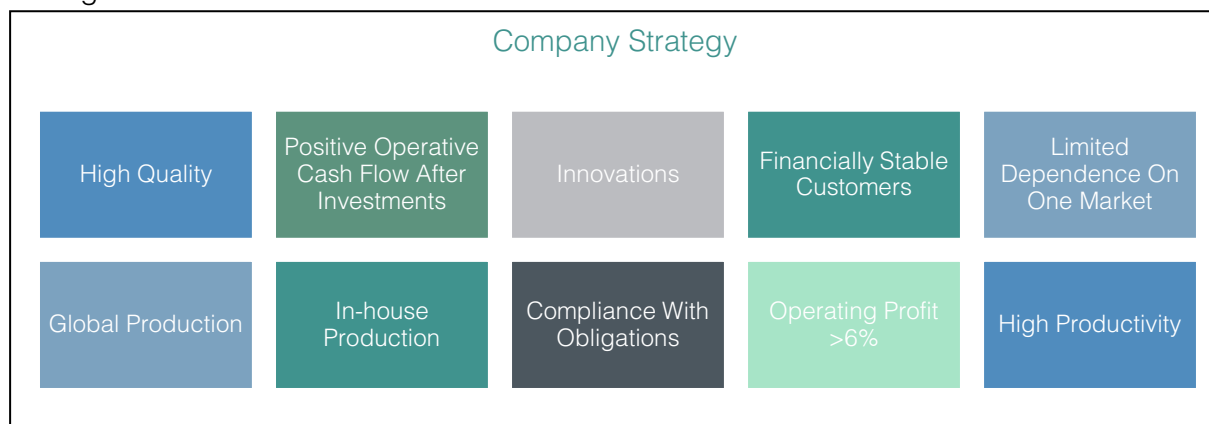 Company Strategy
High Quality
Positive Operative
Cash Flow After
Investments
Innovations
Financially Stable
Customers
Limited
Dependence On
One Market
Global Production
In-house
Production
Compliance With
Obligations
Operating Profit
>6%
High Productivity